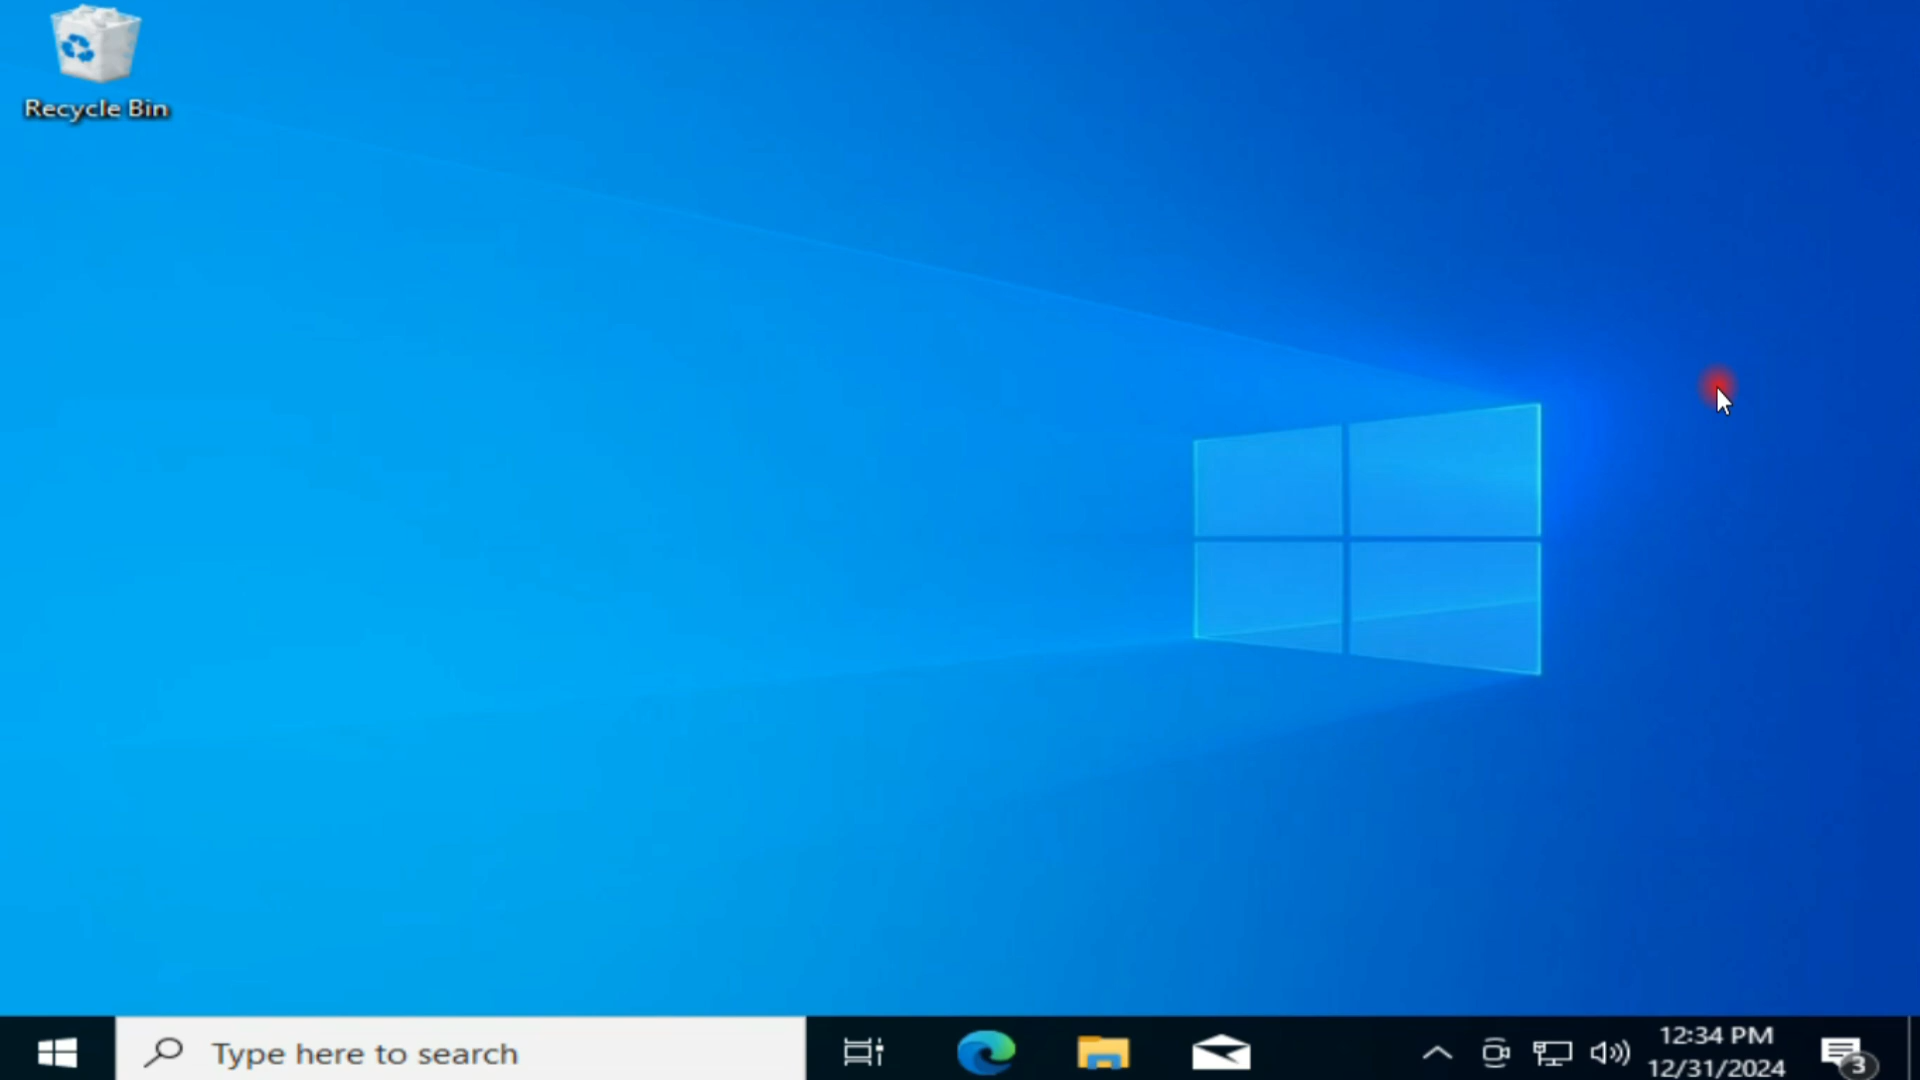 Recycle Bin
Type here to search
12:34 PM
12/31/2024
3